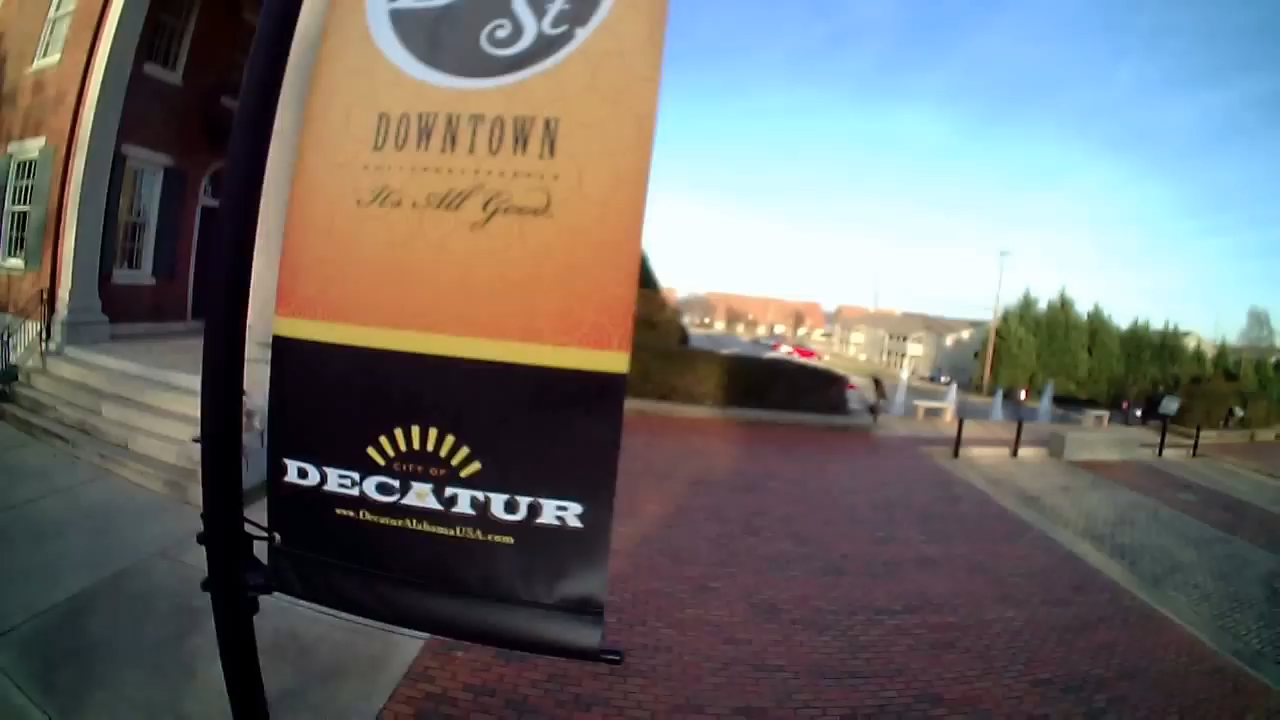 St.
DOWNTOWN
It's All Good.
CITY OF
DECATUR
www.DecaturAlabamaUSA.com